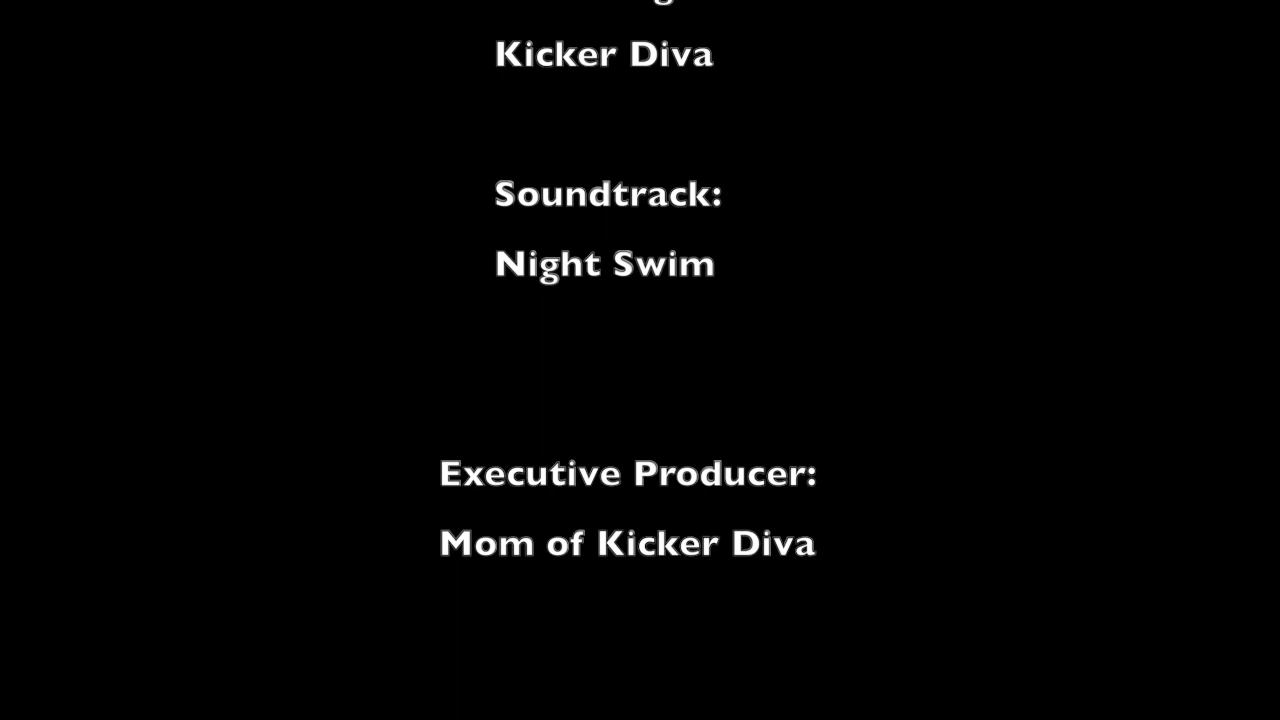 Kicker Diva
Soundtrack:
Night Swim
Executive Producer:
Mom of Kicker Diva